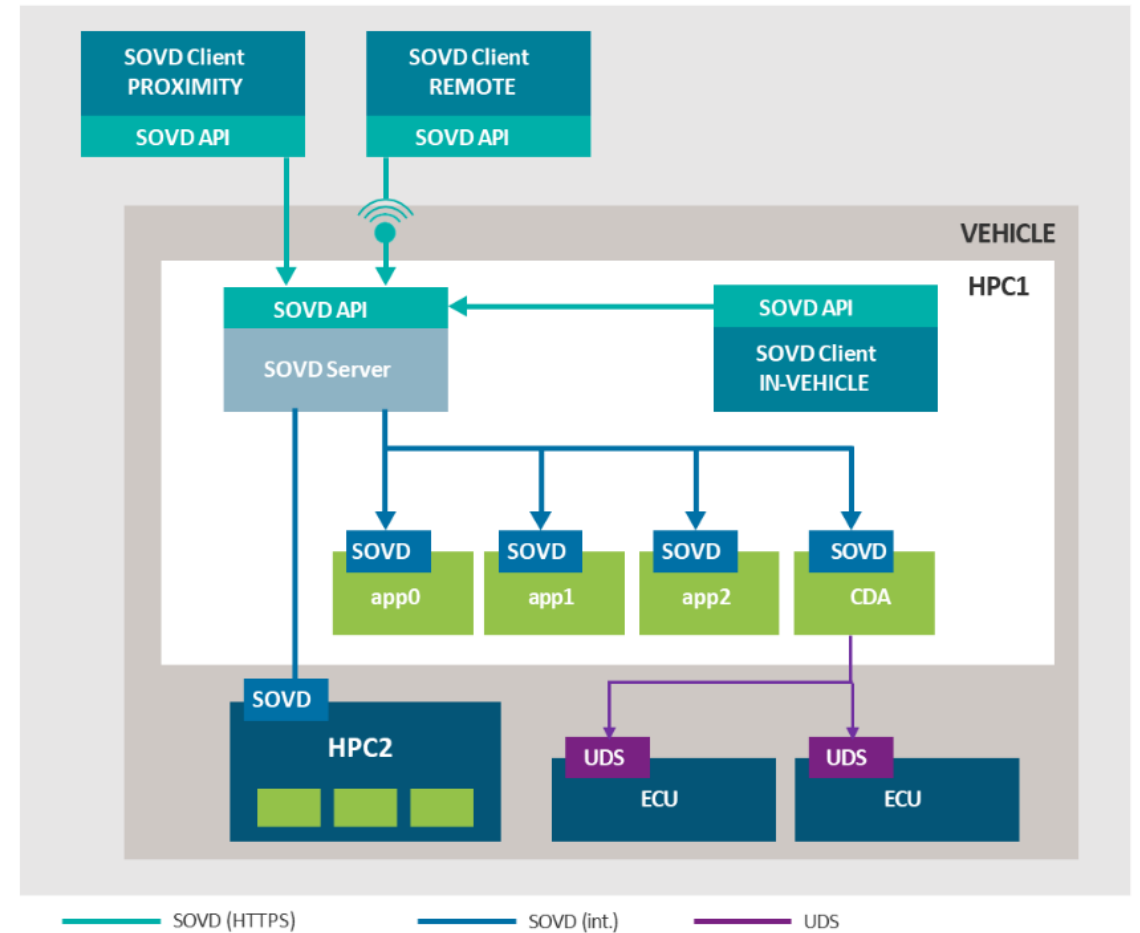 SOVD Client
PROXIMITY
SOVD API
SOVD Client
REMOTE
SOVD API
VEHICLE
HPC1
SOVD API
SOVD Server
SOVD API
SOVD Client
IN-VEHICLE
SOVD
app0
SOVD
app1
SOVD
app2
SOVD
CDA
SOVD
HPC2
UDS
ECU
UDS
ECU
SOVD (HTTPS)
SOVD (int.)
UDS